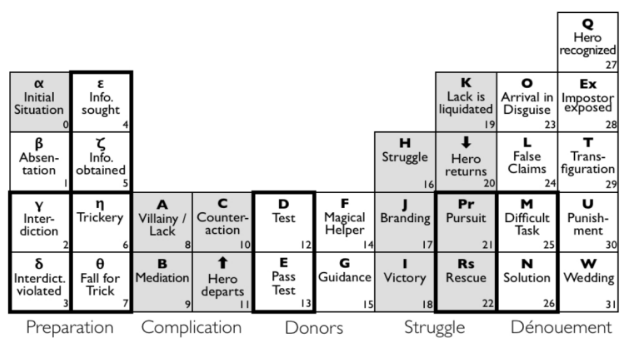 Q
Hero
recognized
27
α
Initial
Situation
0
ε
Info.
sought
4
K
Lack is
liquidated
19
O
Arrival in
Disguise
23
Ex
Impostor
exposed
28
β
Absen-
tation
1
ζ
Info.
obtained
5
H
Struggle
16
↓
Hero
returns
20
L
False
Claims
24
T
Trans-
figuration
29
γ
Inter-
diction
2
η
Trickery
6
A
Villainy /
Lack
8
C
Counter-
action
10
D
Test
12
F
Magical
Helper
14
J
Branding
17
Pr
Pursuit
21
M
Difficult
Task
25
U
Punish-
ment
30
δ
Interdict.
violated
3
θ
Fall for
Trick
7
B
Mediation
9
↑
Hero
departs
11
E
Pass
Test
13
G
Guidance
15
I
Victory
18
Rs
Rescue
22
N
Solution
26
W
Wedding
31
Preparation Complication Donors Struggle Dénouement